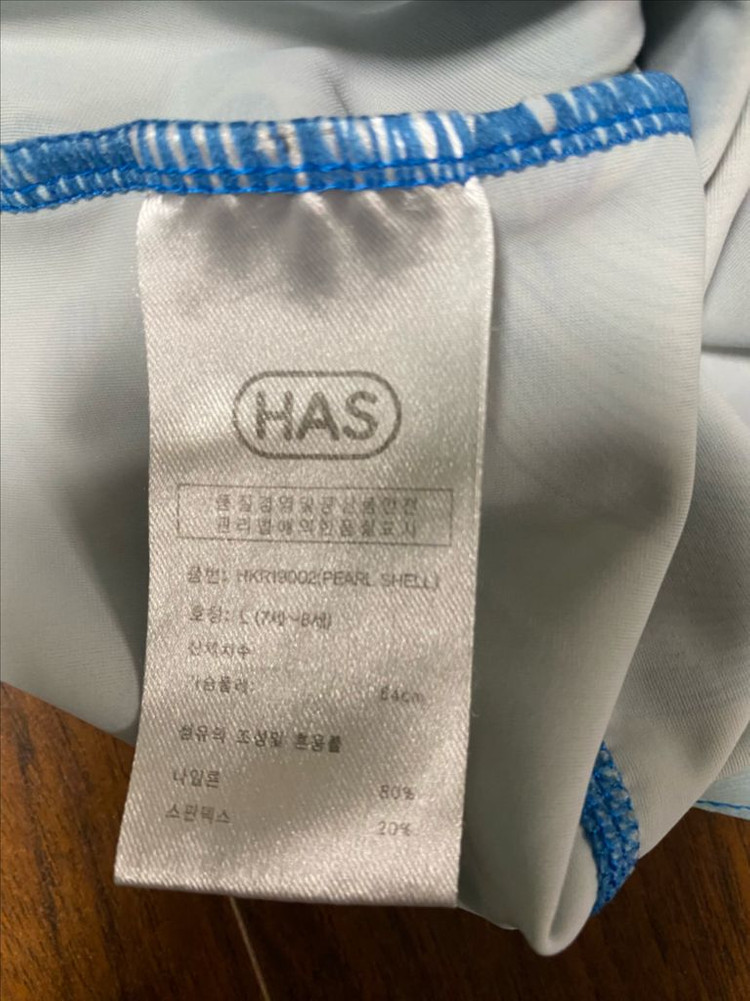 HAS
품질경영및공산품안전
관리법에의한품질표시
품번: HKR19002(PEARL SHELL)
호칭: L (7세~8세)
신체치수
가슴둘레: 64cm
섬유의 조성및 혼용률
나일론 80%
스판덱스 20%